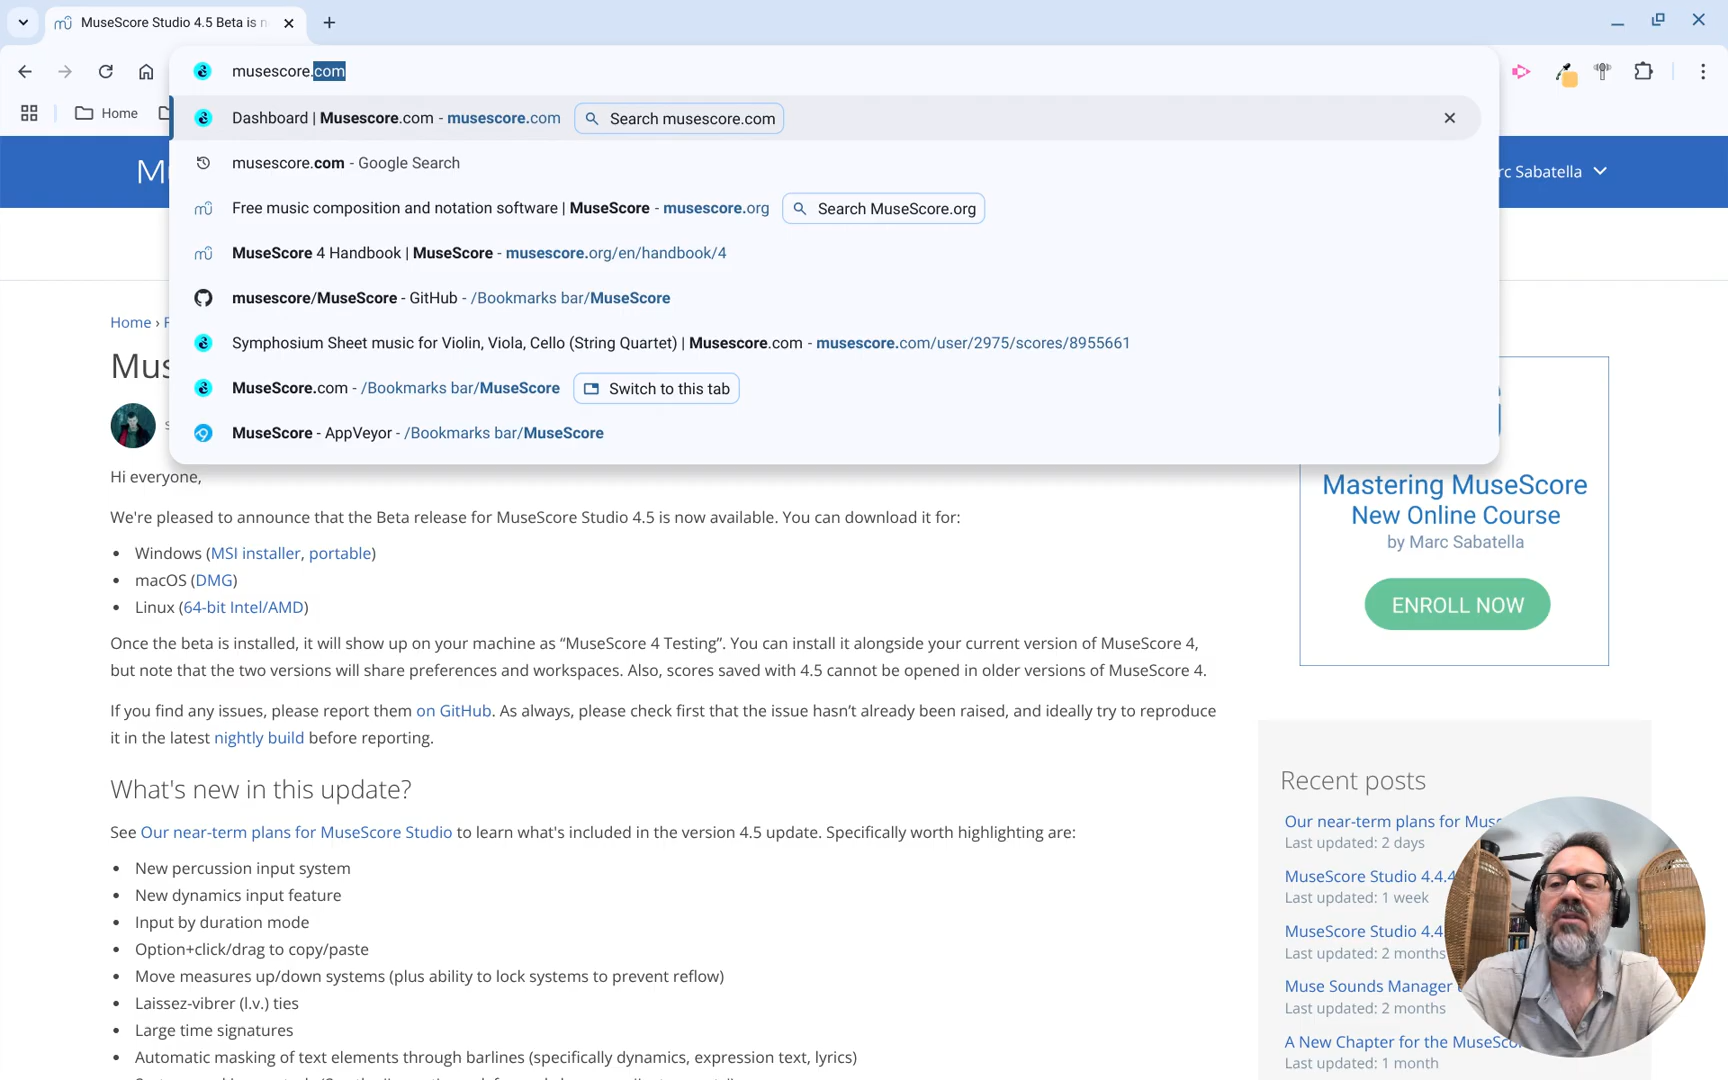 MuseScore Studio 4.5 Beta is n
musescore.com
Dashboard | Musescore.com - musescore.com Search musescore.com
musescore.com - Google Search
Free music composition and notation software | MuseScore - musescore.org Search MuseScore.org
MuseScore 4 Handbook | MuseScore - musescore.org/en/handbook/4
musescore/MuseScore - GitHub - /Bookmarks bar/MuseScore
Symphosium Sheet music for Violin, Viola, Cello (String Quartet) | Musescore.com - musescore.com/user/2975/scores/8955661
MuseScore.com - /Bookmarks bar/MuseScore Switch to this tab
MuseScore - AppVeyor - /Bookmarks bar/MuseScore
Home
rc Sabatella
Home ›
Mus
Hi everyone,
We're pleased to announce that the Beta release for MuseScore Studio 4.5 is now available. You can download it for:
• Windows (MSI installer, portable)
• macOS (DMG)
• Linux (64-bit Intel/AMD)
Once the beta is installed, it will show up on your machine as “MuseScore 4 Testing”. You can install it alongside your current version of MuseScore 4,
but note that the two versions will share preferences and workspaces. Also, scores saved with 4.5 cannot be opened in older versions of MuseScore 4.
If you find any issues, please report them on GitHub. As always, please check first that the issue hasn’t already been raised, and ideally try to reproduce
it in the latest nightly build before reporting.
What's new in this update?
See Our near-term plans for MuseScore Studio to learn what's included in the version 4.5 update. Specifically worth highlighting are:
• New percussion input system
• New dynamics input feature
• Input by duration mode
• Option+click/drag to copy/paste
• Move measures up/down systems (plus ability to lock systems to prevent reflow)
• Laissez-vibrer (l.v.) ties
• Large time signatures
• Automatic masking of text elements through barlines (specifically dynamics, expression text, lyrics)
Mastering MuseScore
New Online Course
by Marc Sabatella
ENROLL NOW
Recent posts
Our near-term plans for Mus
Last updated: 2 days
MuseScore Studio 4.4.4
Last updated: 1 week
MuseScore Studio 4.4.
Last updated: 2 months
Muse Sounds Manager
Last updated: 2 months
A New Chapter for the MuseSco
Last updated: 1 month